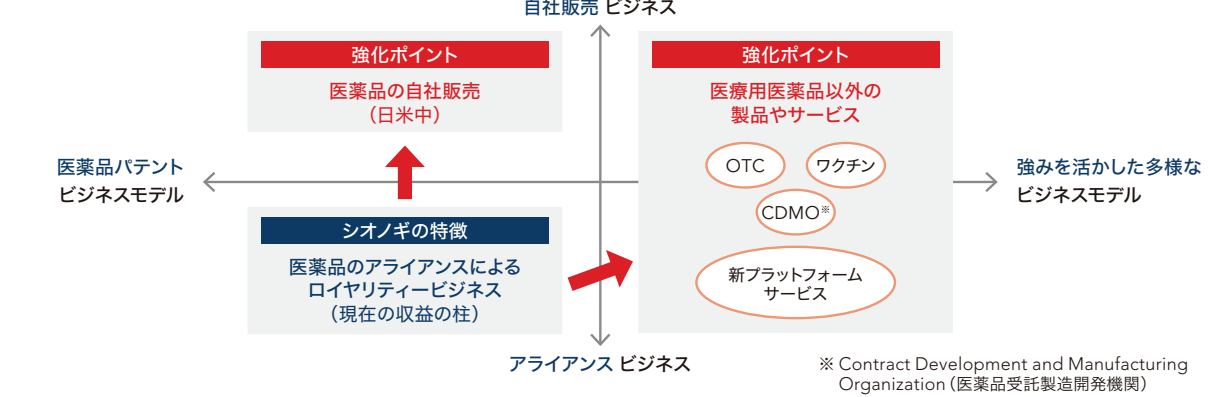 自社販売 ビジネス
強化ポイント
医薬品の自社販売
（日米中）
強化ポイント
医療用医薬品以外の
製品やサービス
OTC
ワクチン
CDMO※
新プラットフォーム
サービス
医薬品パテント
ビジネスモデル
強みを活かした多様な
ビジネスモデル
シオノギの特徴
医薬品のアライアンスによる
ロイヤリティービジネス
（現在の収益の柱）
アライアンス ビジネス
※ Contract Development and Manufacturing
Organization（医薬品受託製造開発機関）